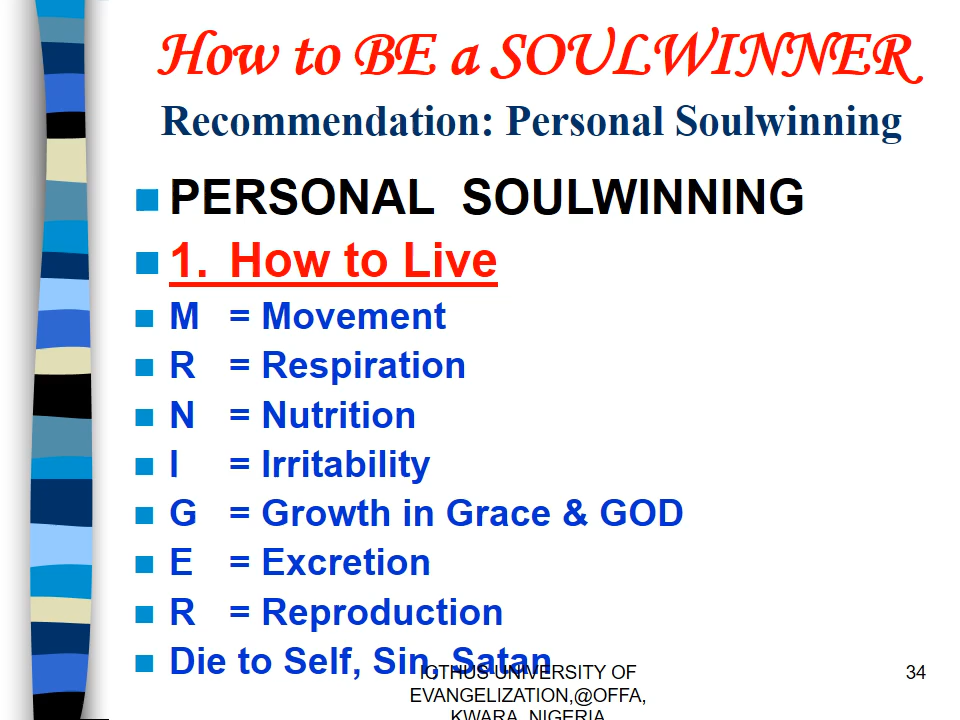 How to BE a SOULWINNER
Recommendation: Personal Soulwinning
PERSONAL SOULWINNING
1. How to Live
M = Movement
R = Respiration
N = Nutrition
I = Irritability
G = Growth in Grace & GOD
E = Excretion
R = Reproduction
Die to Self, Sin, Satan
ICTHUS UNIVERSITY OF
EVANGELIZATION,@OFFA,
KWARA, NIGERIA
34